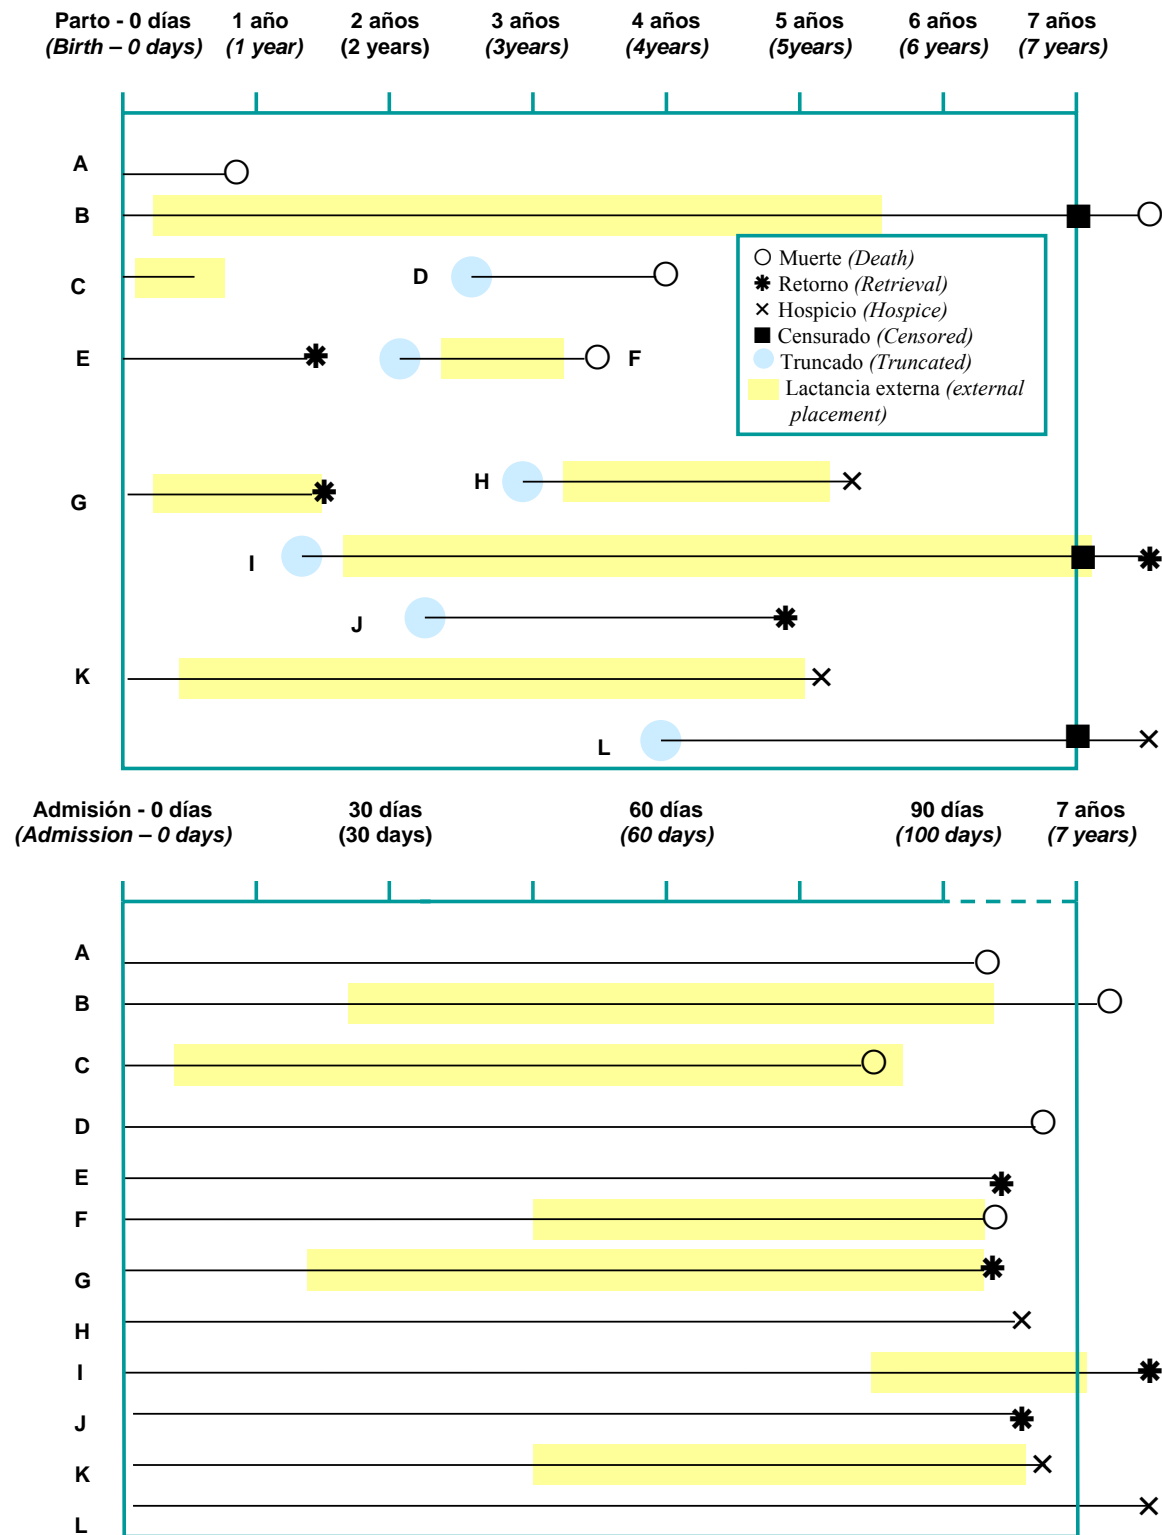 Parto - 0 días 1 año 2 años 3 años 4 años 5 años 6 años 7 años
(Birth – 0 days) (1 year) (2 years) (3years) (4years) (5years) (6 years) (7 years)
A
B
Muerte (Death)
C
D
Retorno (Retrieval)
Hospicio (Hospice)
Censurado (Censored)
E
F
Truncado (Truncated)
Lactancia externa (external
placement)
H
G
I
J
K
L
Admisión - 0 días 30 días 60 días 90 días 7 años
(Admission – 0 days) (30 days) (60 days) (100 days) (7 years)
A
B
C
D
E
F
G
H
I
J
K
L